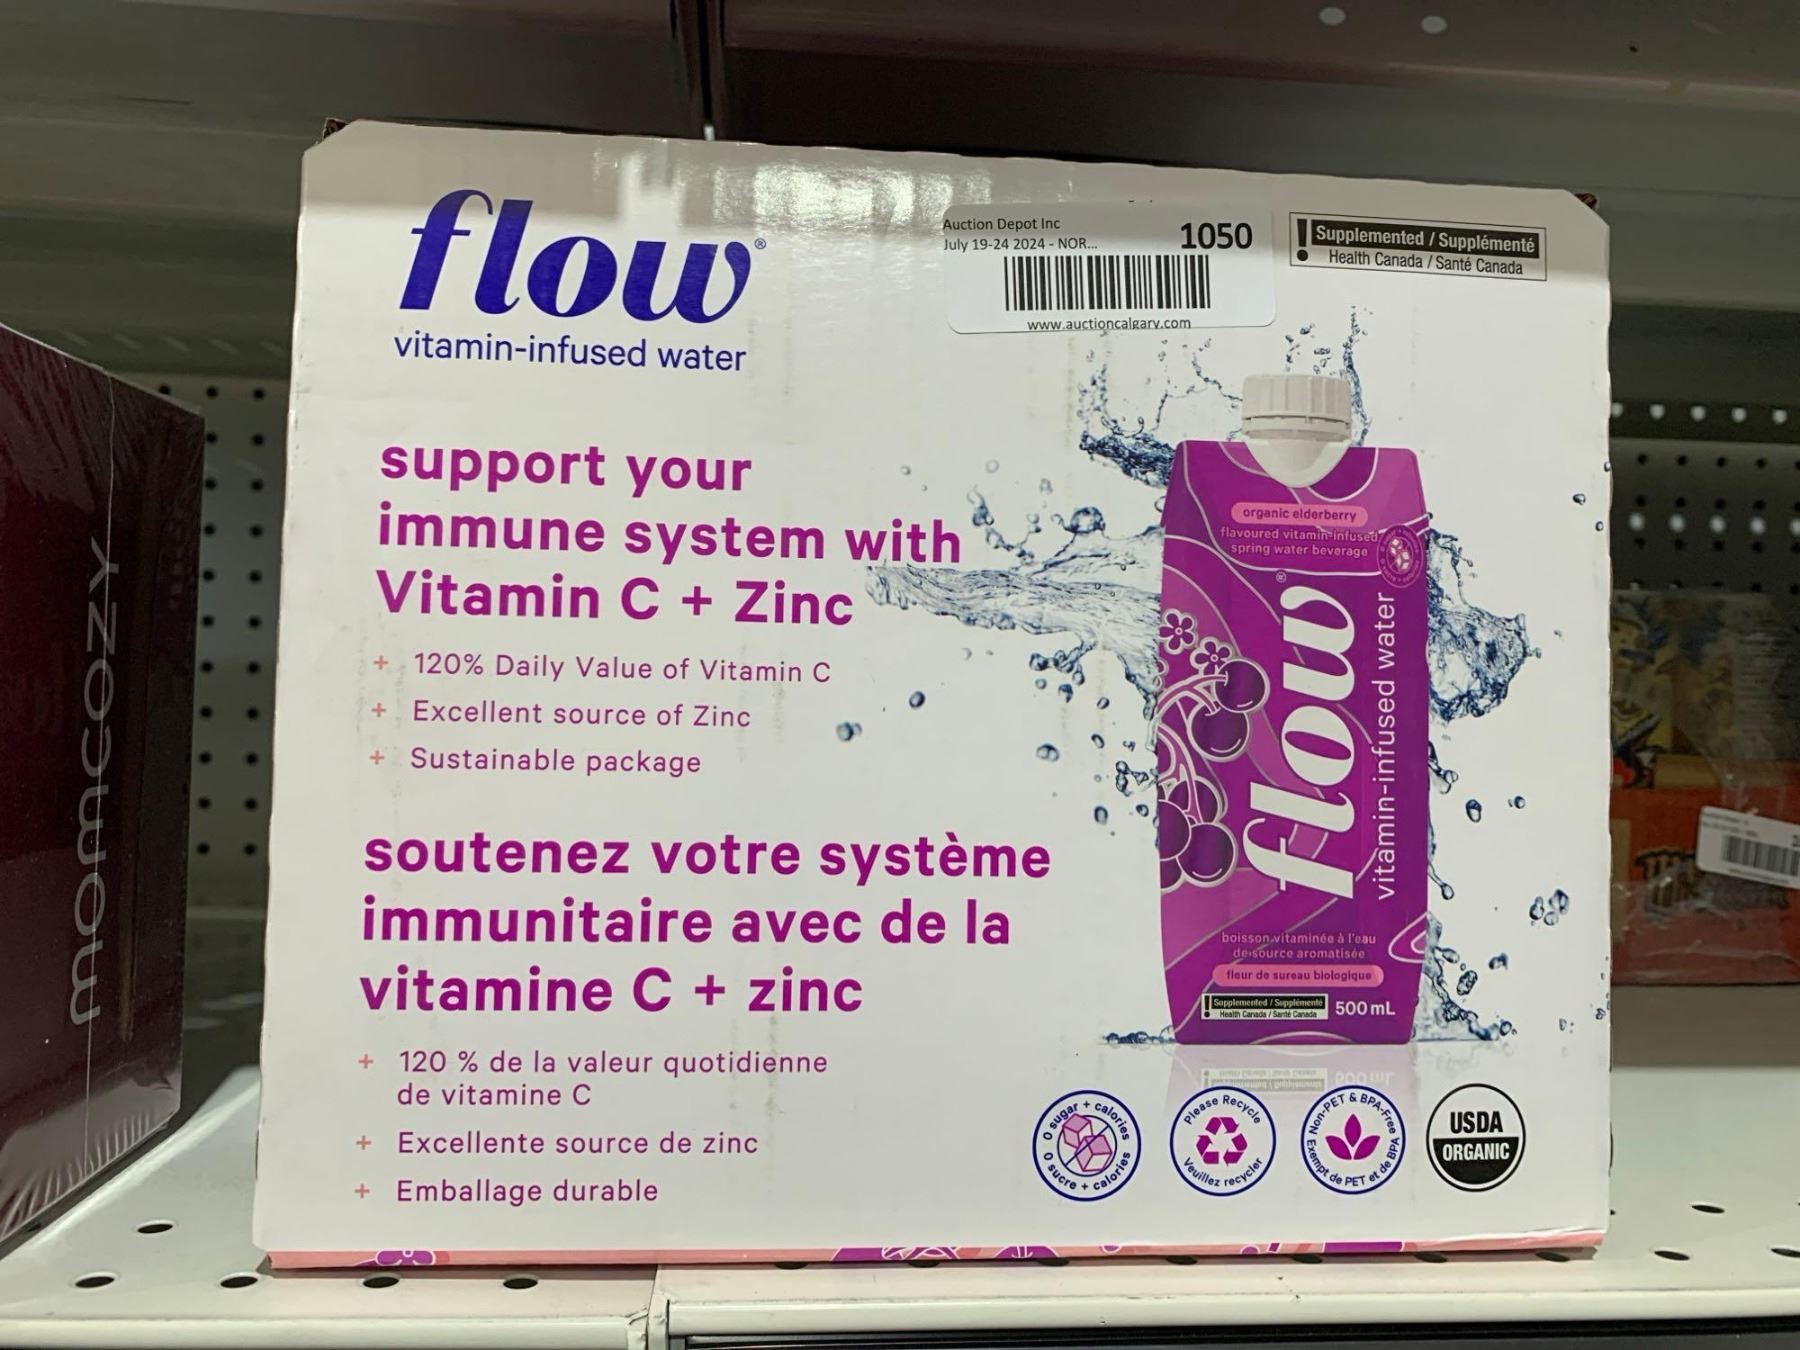 flow®
vitamin-infused water
Auction Depot Inc
July 19-24 2024 - NOR...
1050
www.auctioncalgary.com
Supplemented / Supplémenté
Health Canada / Santé Canada
support your
immune system with
Vitamin C + Zinc
+ 120% Daily Value of Vitamin C
+ Excellent source of Zinc
+ Sustainable package
soutenez votre système
immunitaire avec de la
vitamine C + zinc
+ 120 % de la valeur quotidienne
de vitamine C
+ Excellente source de zinc
+ Emballage durable
organic elderberry
flavoured vitamin-infused
spring water beverage
flow®
vitamin-infused water
boisson vitaminée à l'eau
de source aromatisée
fleur de sureau biologique
Supplemented / Supplémenté
Health Canada / Santé Canada
500 mL
0 sugar + calories
0 sucre + calories
Please Recycle
Veuillez recycler
Non-PET & BPA-Free
Exempt de PET et de BPA
USDA
ORGANIC
momcozy